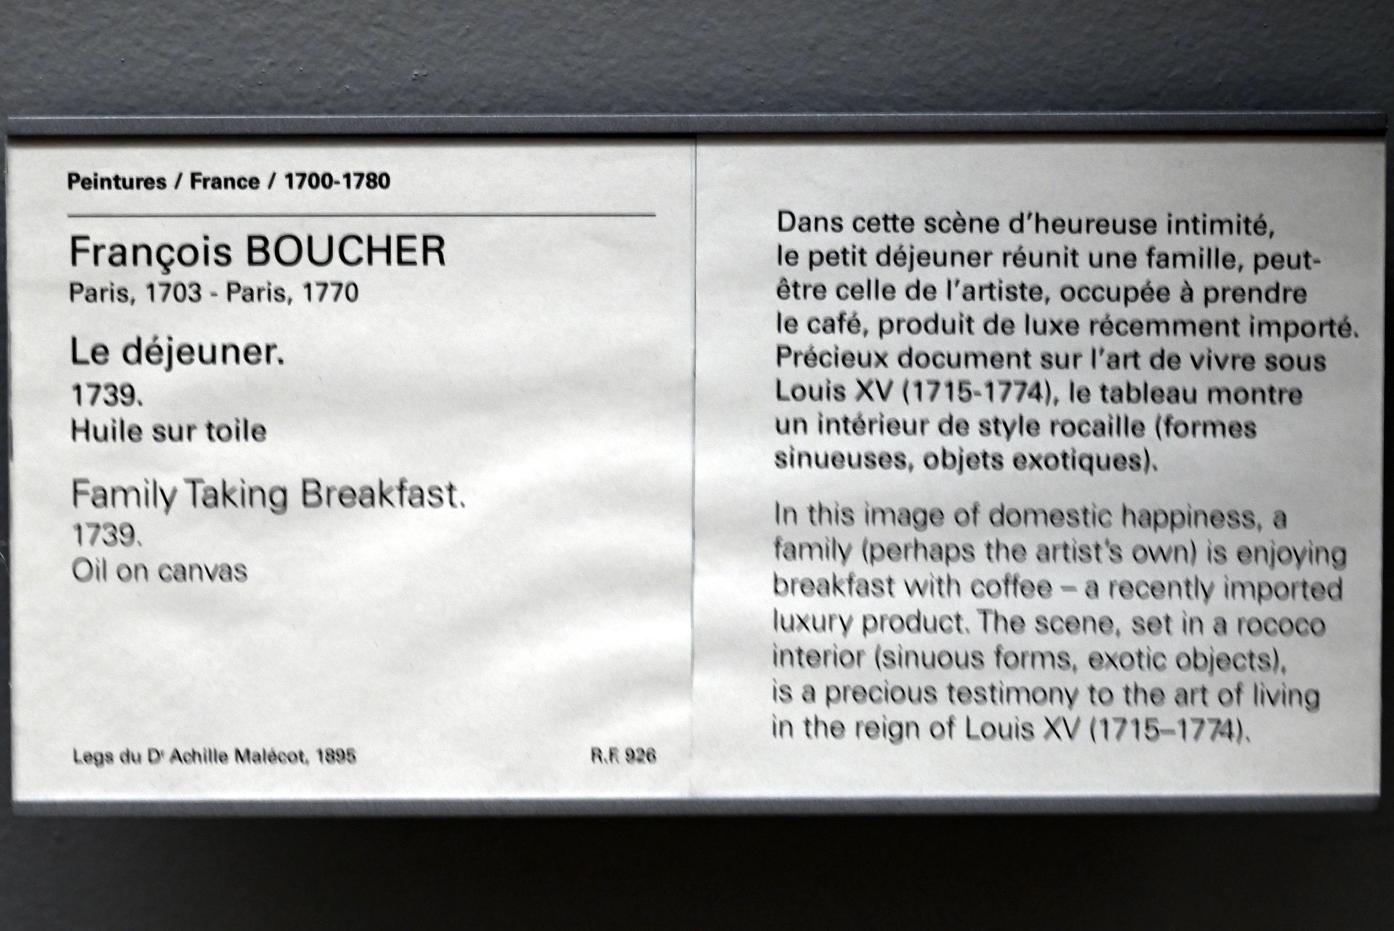 Peintures / France / 1700-1780
François BOUCHER
Paris, 1703 - Paris, 1770
Le déjeuner.
1739.
Huile sur toile
Family Taking Breakfast.
1739.
Oil on canvas
Legs du Dr Achille Malécot, 1895
R.F. 926
Dans cette scène d'heureuse intimité,
le petit déjeuner réunit une famille, peut-
être celle de l'artiste, occupée à prendre
le café, produit de luxe récemment importé.
Précieux document sur l'art de vivre sous
Louis XV (1715-1774), le tableau montre
un intérieur de style rocaille (formes
sinueuses, objets exotiques).
In this image of domestic happiness, a
family (perhaps the artist's own) is enjoying
breakfast with coffee – a recently imported
luxury product. The scene, set in a rococo
interior (sinuous forms, exotic objects),
is a precious testimony to the art of living
in the reign of Louis XV (1715–1774).